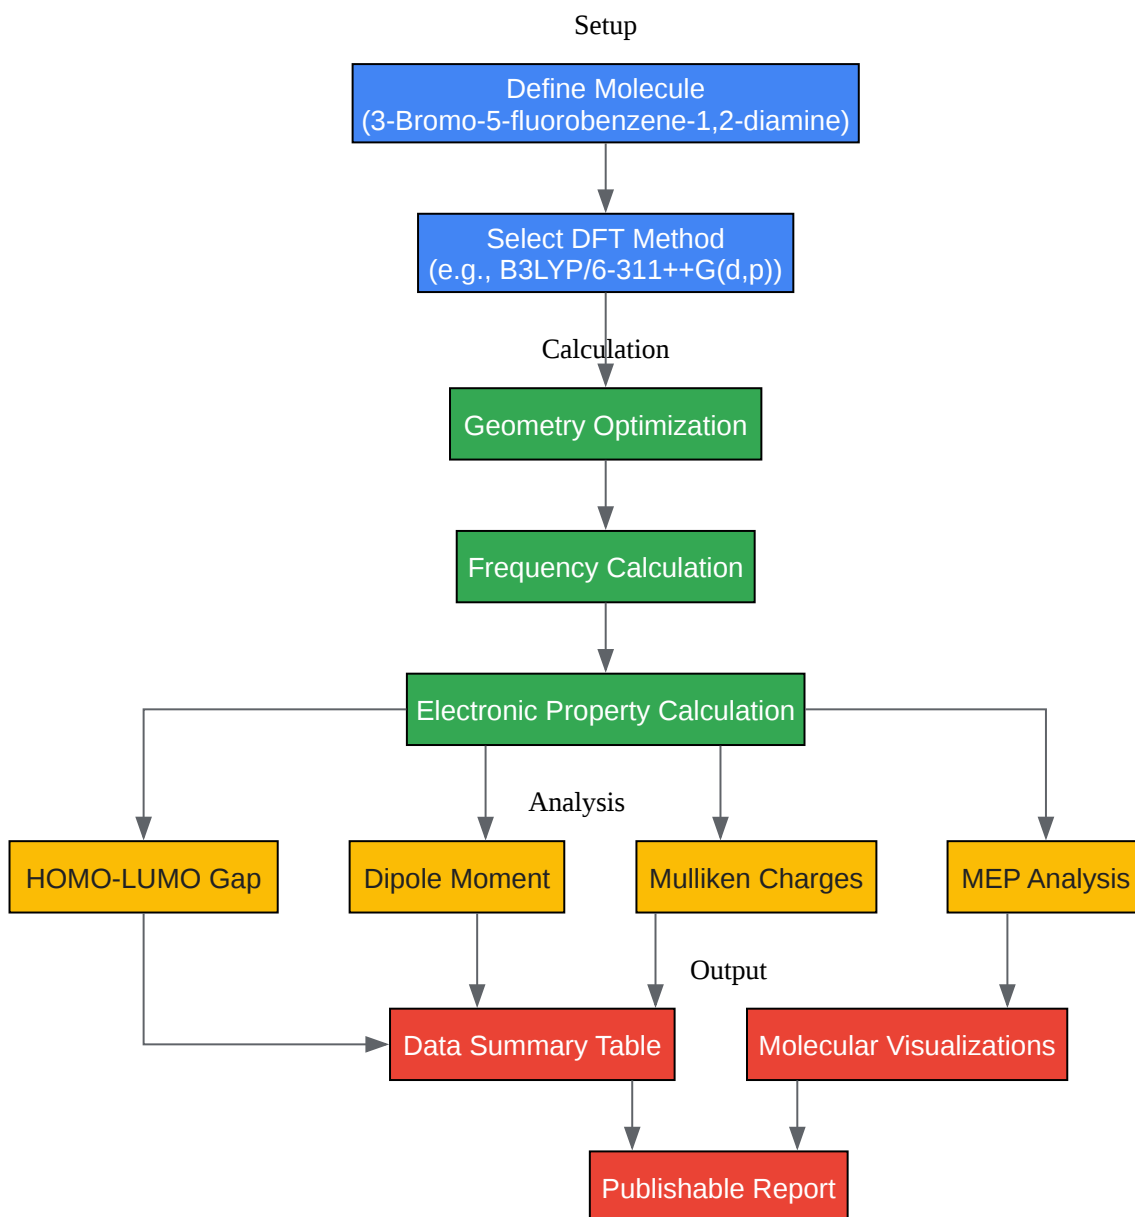 Setup
Define Molecule
(3-Bromo-5-fluorobenzene-1,2-diamine)
Select DFT Method
(e.g., B3LYP/6-311++G(d,p))
Calculation
Geometry Optimization
Frequency Calculation
Electronic Property Calculation
Analysis
HOMO-LUMO Gap
Dipole Moment
Mulliken Charges
MEP Analysis
Output
Data Summary Table
Molecular Visualizations
Publishable Report